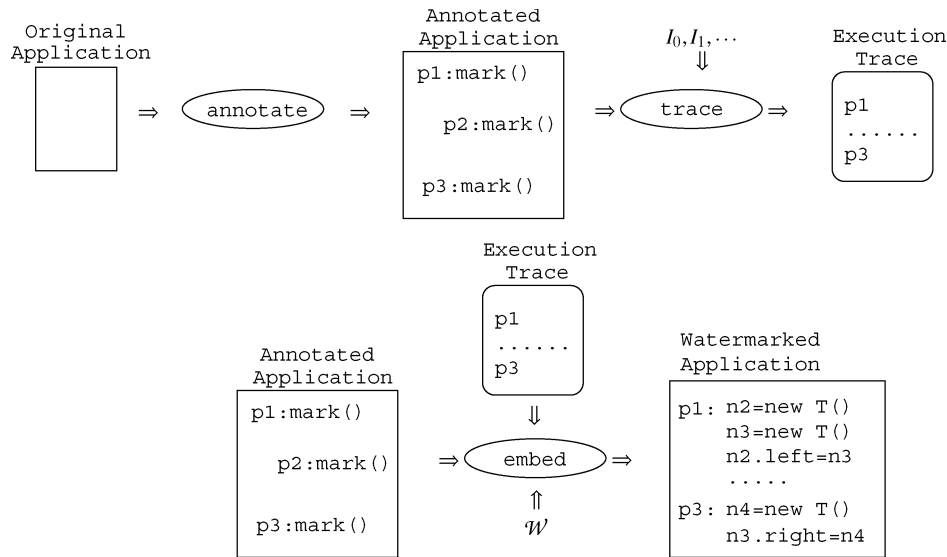 Original
Application
annotate
Annotated
Application
p1:mark()
p2:mark()
p3:mark()
I₀, I₁, ⋯
trace
Execution
Trace
p1
......
p3
Execution
Trace
p1
......
p3
Annotated
Application
p1:mark()
p2:mark()
p3:mark()
embed
𝒲
Watermarked
Application
p1: n2=new T()
n3=new T()
n2.left=n3
.....
p3: n4=new T()
n3.right=n4